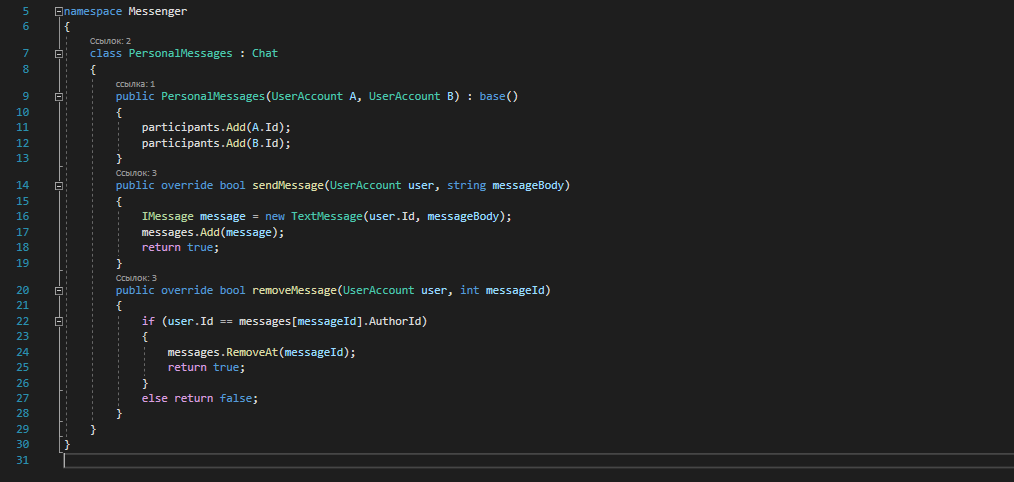 5 namespace Messenger
6 {
Ссылок: 2
7 class PersonalMessages : Chat
8 {
ссылка: 1
9 public PersonalMessages(UserAccount A, UserAccount B) : base()
10 {
11 participants.Add(A.Id);
12 participants.Add(B.Id);
13 }
Ссылок: 3
14 public override bool sendMessage(UserAccount user, string messageBody)
15 {
16 IMessage message = new TextMessage(user.Id, messageBody);
17 messages.Add(message);
18 return true;
19 }
Ссылок: 3
20 public override bool removeMessage(UserAccount user, int messageId)
21 {
22 if (user.Id == messages[messageId].AuthorId)
23 {
24 messages.RemoveAt(messageId);
25 return true;
26 }
27 else return false;
28 }
29 }
30 }
31